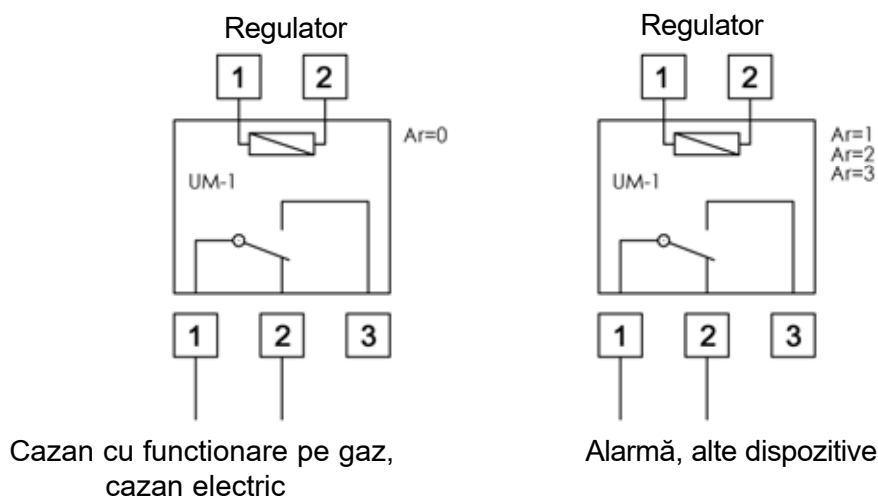 Regulator
1 2
Ar=0
UM-1
1 2 3
Cazan cu functionare pe gaz,
cazan electric
Regulator
1 2
Ar=1
Ar=2
Ar=3
UM-1
1 2 3
Alarmă, alte dispozitive